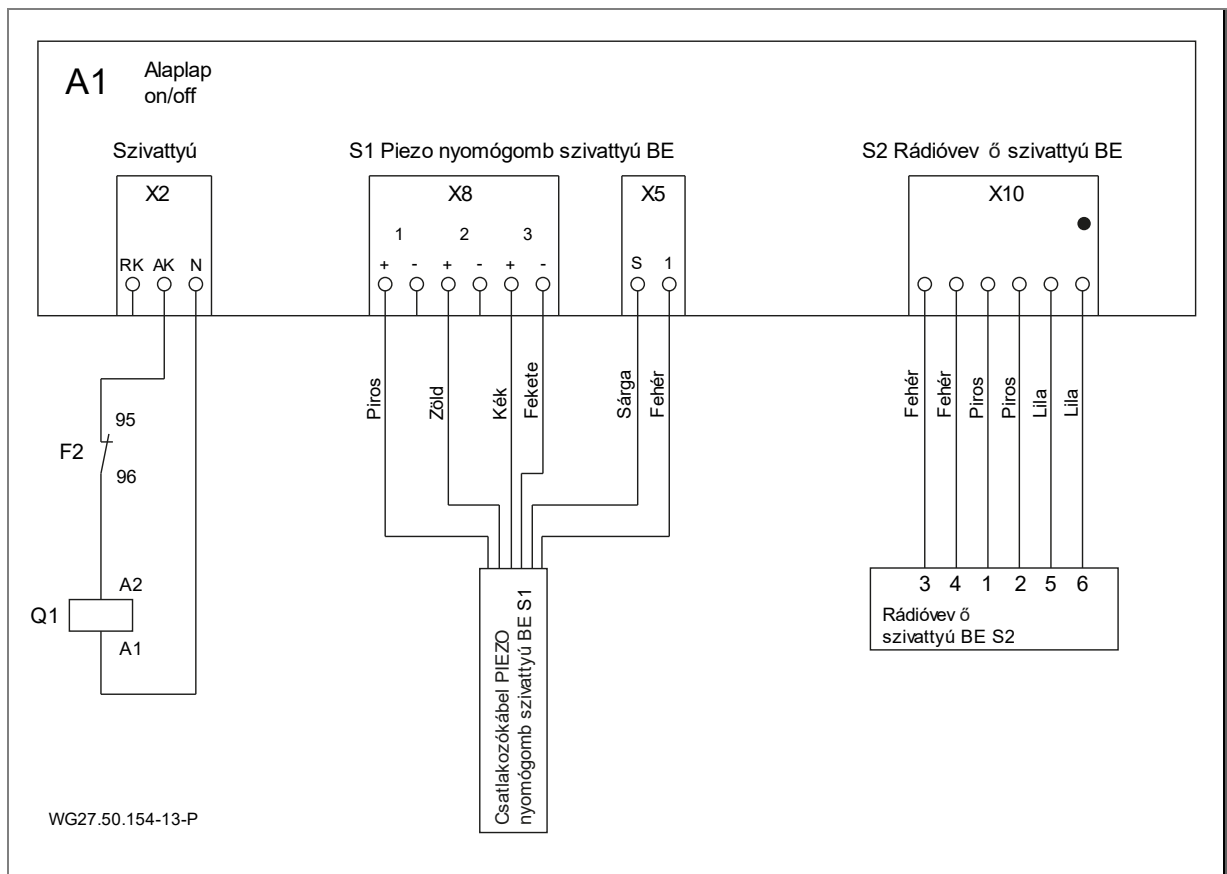 A1
Alaplap
on/off
Szivattyú
S1 Piezo nyomógomb szivattyú BE
S2 Rádióvev ő szivattyú BE
X2
X8
X5
X10
1 2 3
RK AK N
+ - + - + -
S 1
Piros
Zöld
Kék
Fekete
Sárga
Fehér
Fehér
Fehér
Piros
Piros
Lila
Lila
95
F2
96
A2
Q1
A1
Csatlakozókábel PIEZO
nyomógomb szivattyú BE S1
3 4 1 2 5 6
Rádióvev ő
szivattyú BE S2
WG27.50.154-13-P